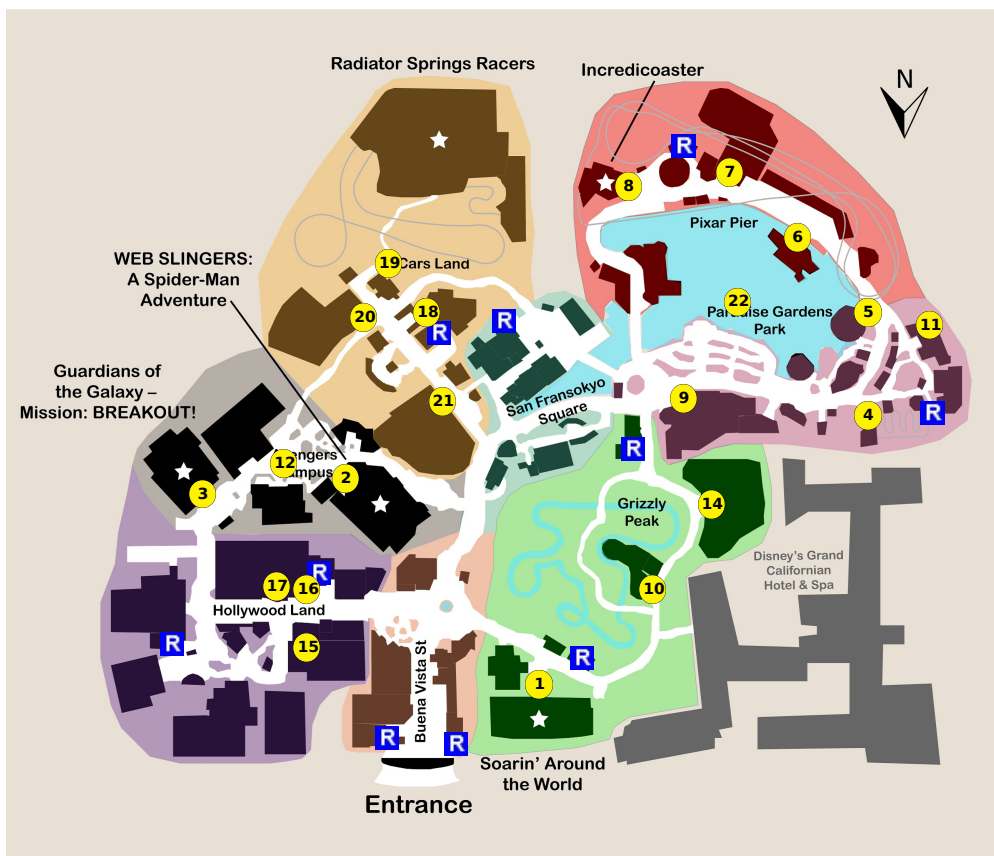 Radiator Springs Racers
Incredicoaster
N
R
7
8
Pixar Pier
6
WEB SLINGERS:
A Spider-Man
Adventure
19
Cars Land
22
Paradise Gardens
Park
18
20
R
R
5
11
Guardians of
the Galaxy –
Mission: BREAKOUT!
San Fransokyo
Square
21
9
4
R
R
12
Avengers
Campus
2
3
Grizzly
Peak
14
Disney's Grand
Californian
Hotel & Spa
R
17
16
10
Hollywood Land
R
15
R
Buena Vista St
1
R
R
Soarin' Around
the World
Entrance